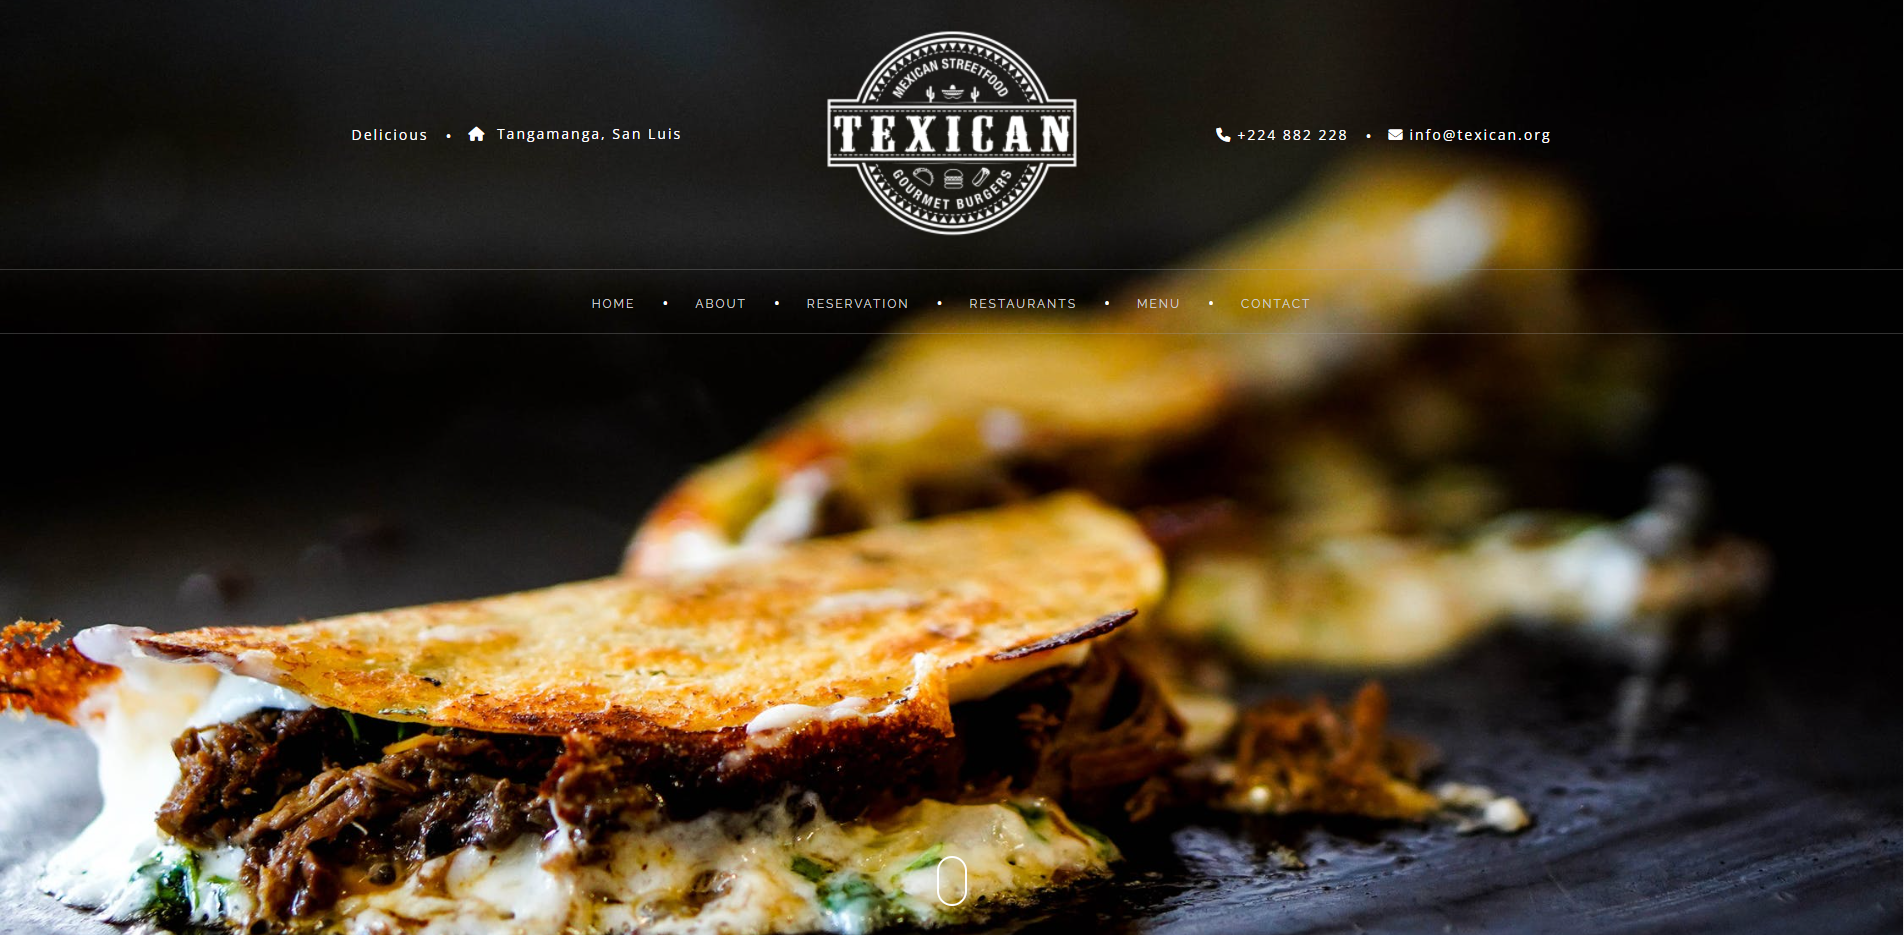 MEXICAN STREETFOOD
TEXICAN
GOURMET BURGERS
Delicious • Tangamanga, San Luis
+224 882 228 • info@texican.org
HOME • ABOUT • RESERVATION • RESTAURANTS • MENU • CONTACT